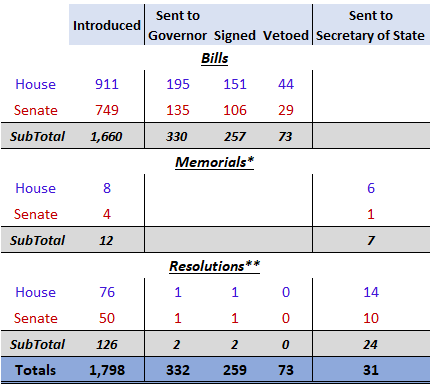 Sent to Sent to
Introduced Governor Signed Vetoed Secretary of State
Bills
House 911 195 151 44
Senate 749 135 106 29
SubTotal 1,660 330 257 73
Memorials*
House 8 6
Senate 4 1
SubTotal 12 7
Resolutions**
House 76 1 1 0 14
Senate 50 1 1 0 10
SubTotal 126 2 2 0 24
Totals 1,798 332 259 73 31